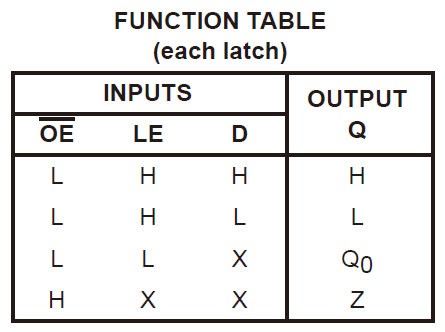 FUNCTION TABLE
(each latch)
INPUTS OUTPUT
Q
OE LE D
L H H H
L H L L
L L X Q0
H X X Z